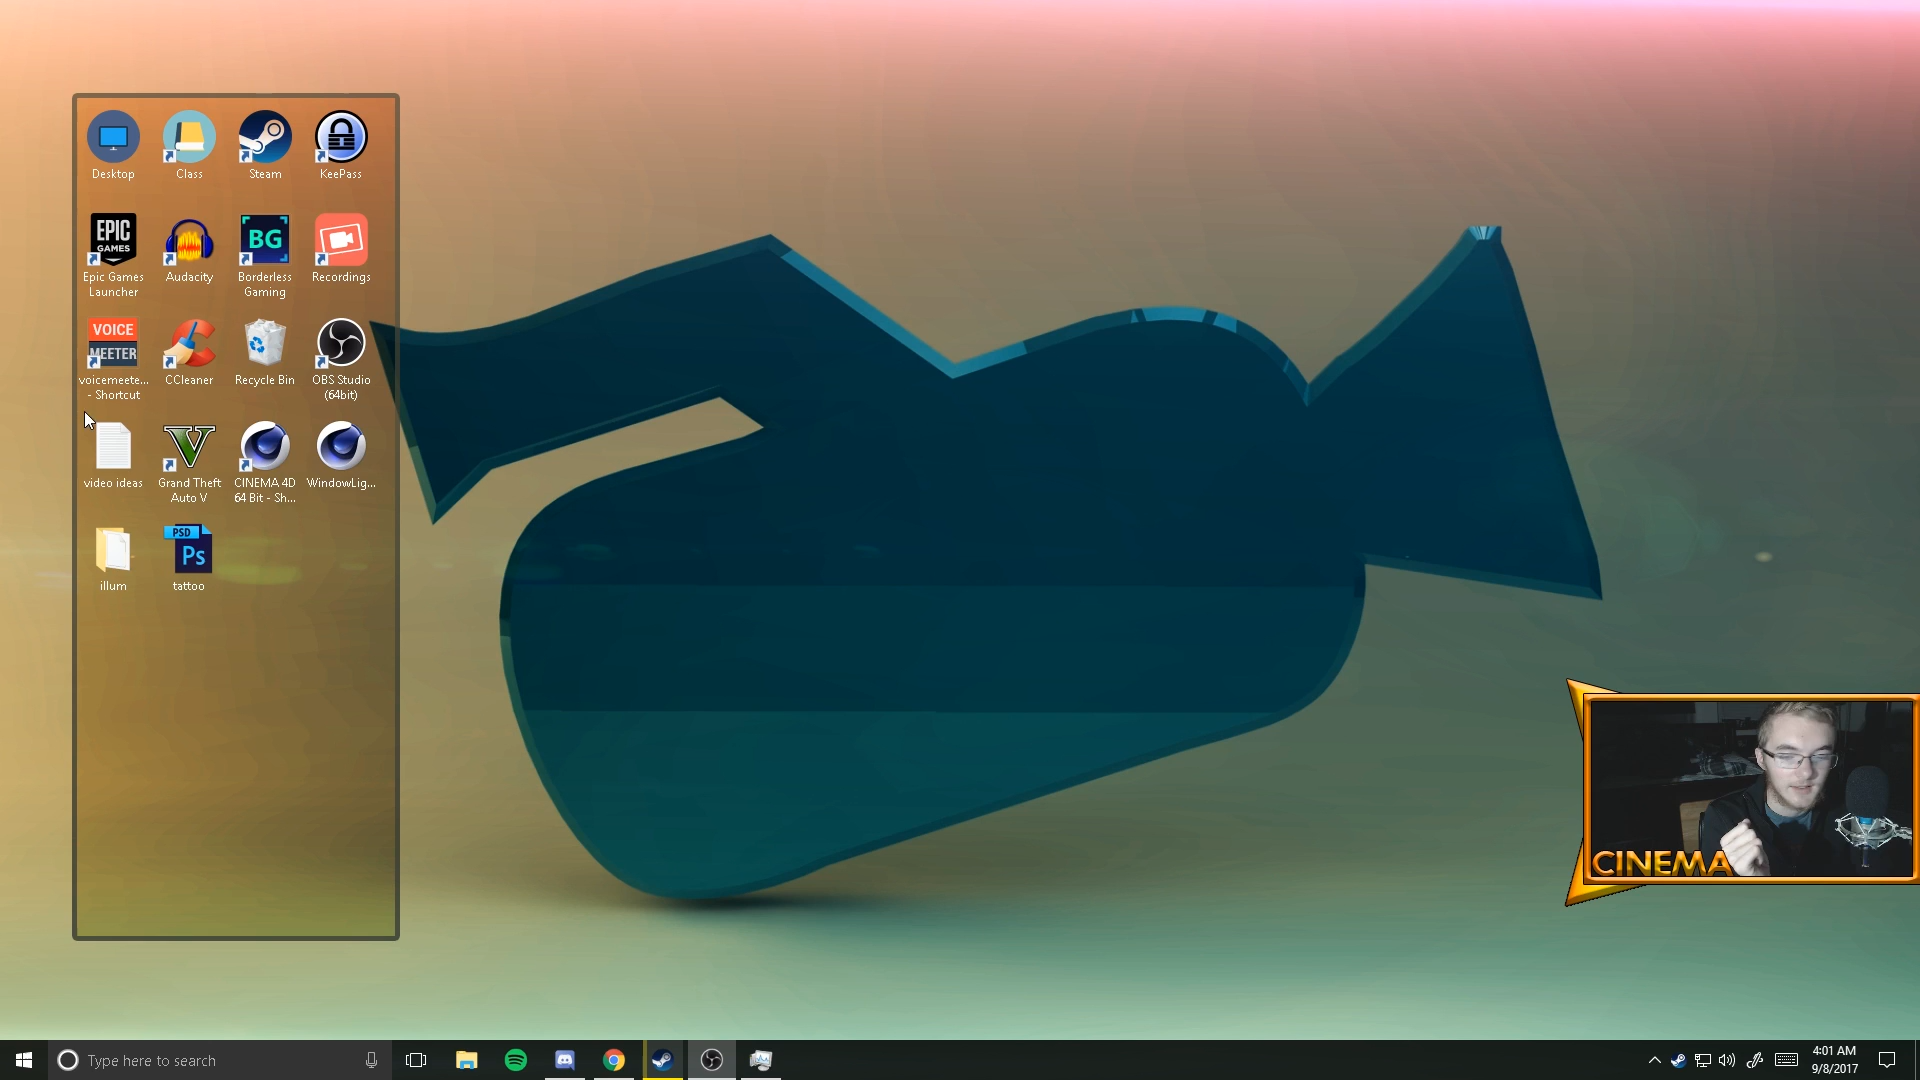 Desktop
Class
Steam
KeePass
EPIC
GAMES
BG
Epic Games
Launcher
Audacity
Borderless
Gaming
Recordings
VOICE
MEETER
voicemeete...
- Shortcut
CCleaner
Recycle Bin
OBS Studio
(64bit)
video ideas
Grand Theft
Auto V
CINEMA 4D
64 Bit - Sh...
WindowLig...
PSD
Ps
illum
tattoo
CINEMA
Type here to search
4:01 AM
9/8/2017